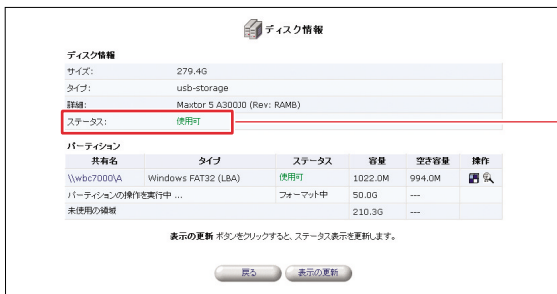 ディスク情報
ディスク情報
サイズ: 279.4G
タイプ: usb-storage
詳細: Maxtor 5 A300J0 (Rev: RAMB)
ステータス: 使用可
パーティション
共有名 タイプ ステータス 容量 空き容量 操作
\\wbc7000\A Windows FAT32 (LBA) 使用可 1022.0M 994.0M
パーティションの操作を実行中 ... フォーマット中 50.0G ---
未使用の領域 210.3G ---
表示の更新 ボタンをクリックすると、ステータス表示を更新します。
戻る 表示の更新